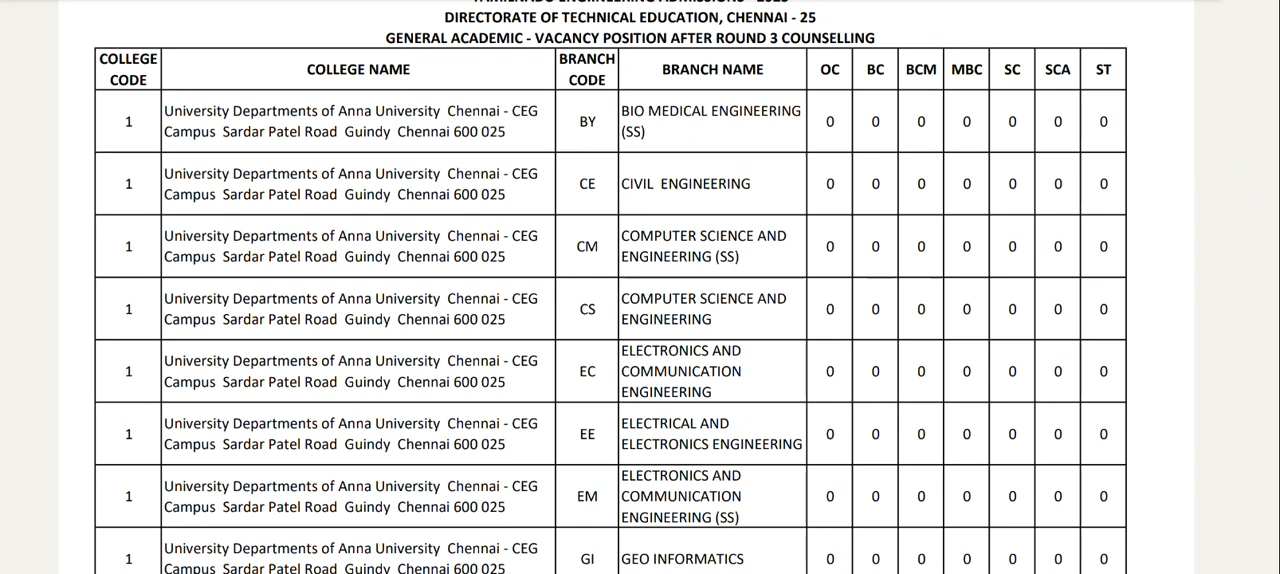 TAMILNADU ENGINEERING ADMISSIONS - 2023
DIRECTORATE OF TECHNICAL EDUCATION, CHENNAI - 25
GENERAL ACADEMIC - VACANCY POSITION AFTER ROUND 3 COUNSELLING
COLLEGE CODE COLLEGE NAME BRANCH CODE BRANCH NAME OC BC BCM MBC SC SCA ST
1 University Departments of Anna University Chennai - CEG
Campus Sardar Patel Road Guindy Chennai 600 025 BY BIO MEDICAL ENGINEERING
(SS) 0 0 0 0 0 0 0
1 University Departments of Anna University Chennai - CEG
Campus Sardar Patel Road Guindy Chennai 600 025 CE CIVIL ENGINEERING 0 0 0 0 0 0 0
1 University Departments of Anna University Chennai - CEG
Campus Sardar Patel Road Guindy Chennai 600 025 CM COMPUTER SCIENCE AND
ENGINEERING (SS) 0 0 0 0 0 0 0
1 University Departments of Anna University Chennai - CEG
Campus Sardar Patel Road Guindy Chennai 600 025 CS COMPUTER SCIENCE AND
ENGINEERING 0 0 0 0 0 0 0
1 University Departments of Anna University Chennai - CEG
Campus Sardar Patel Road Guindy Chennai 600 025 EC ELECTRONICS AND
COMMUNICATION
ENGINEERING 0 0 0 0 0 0 0
1 University Departments of Anna University Chennai - CEG
Campus Sardar Patel Road Guindy Chennai 600 025 EE ELECTRICAL AND
ELECTRONICS ENGINEERING 0 0 0 0 0 0 0
1 University Departments of Anna University Chennai - CEG
Campus Sardar Patel Road Guindy Chennai 600 025 EM ELECTRONICS AND
COMMUNICATION
ENGINEERING (SS) 0 0 0 0 0 0 0
1 University Departments of Anna University Chennai - CEG
Campus Sardar Patel Road Guindy Chennai 600 025 GI GEO INFORMATICS 0 0 0 0 0 0 0